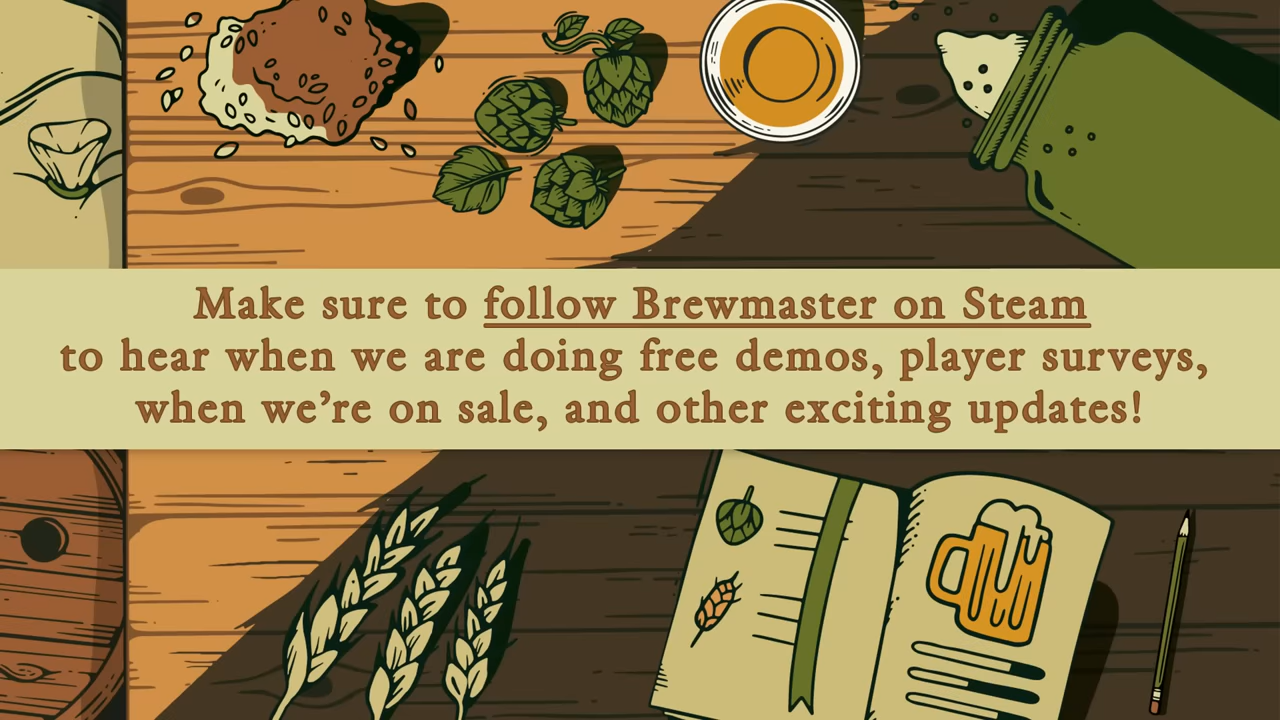 Make sure to follow Brewmaster on Steam
to hear when we are doing free demos, player surveys,
when we’re on sale, and other exciting updates!